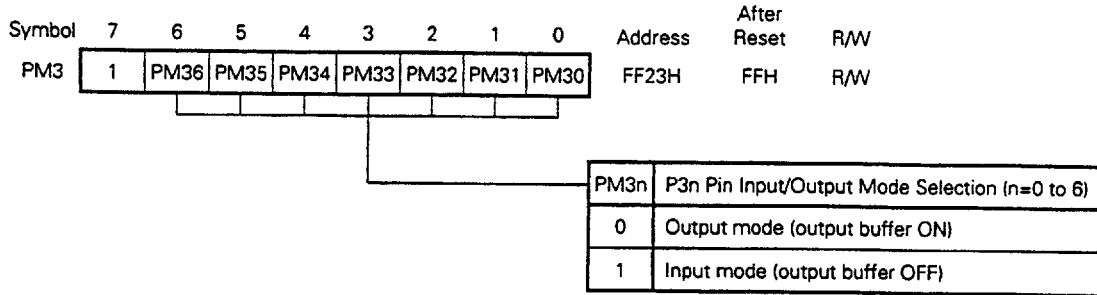 Symbol 7 6 5 4 3 2 1 0 Address After Reset R/W
PM3 1 PM36 PM35 PM34 PM33 PM32 PM31 PM30 FF23H FFH R/W
PM3n P3n Pin Input/Output Mode Selection (n=0 to 6)
0 Output mode (output buffer ON)
1 Input mode (output buffer OFF)